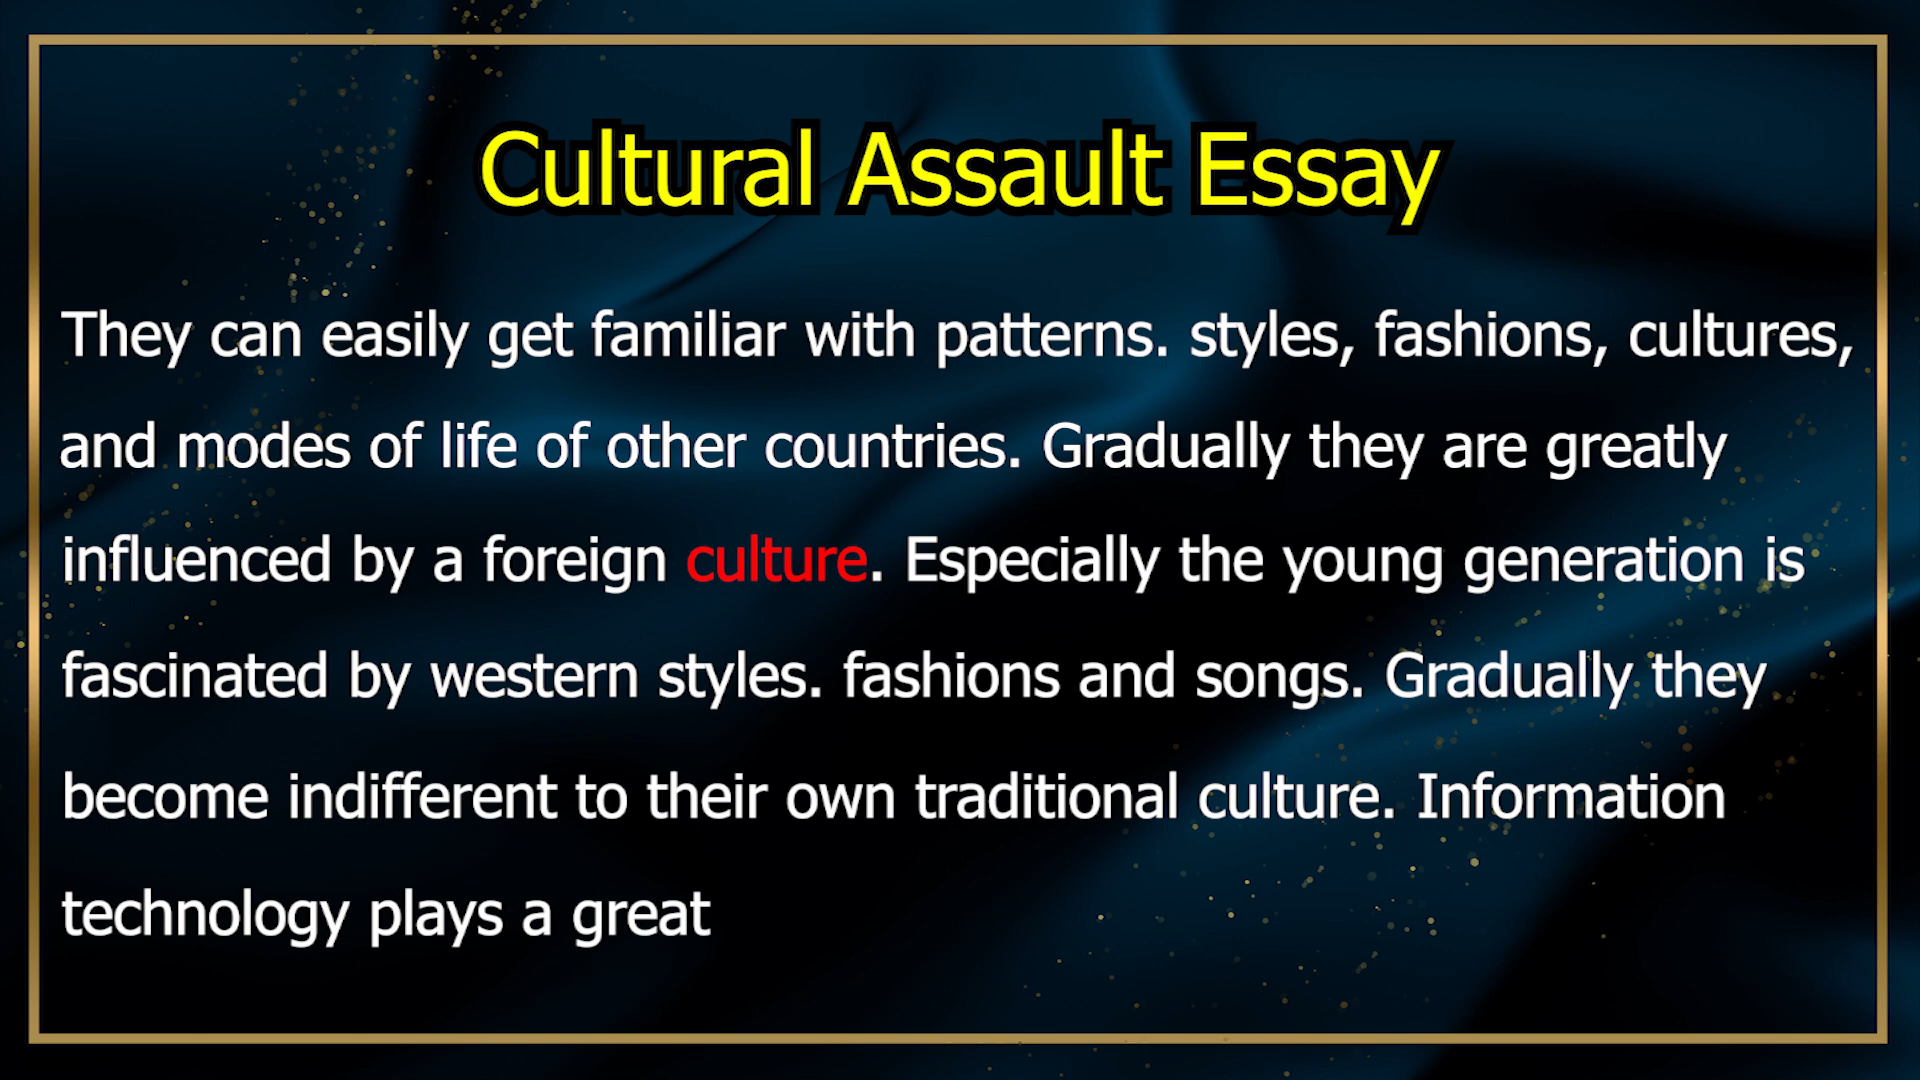 Cultural Assault Essay
They can easily get familiar with patterns. styles, fashions, cultures,
and modes of life of other countries. Gradually they are greatly
influenced by a foreign culture. Especially the young generation is
fascinated by western styles. fashions and songs. Gradually they
become indifferent to their own traditional culture. Information
technology plays a great